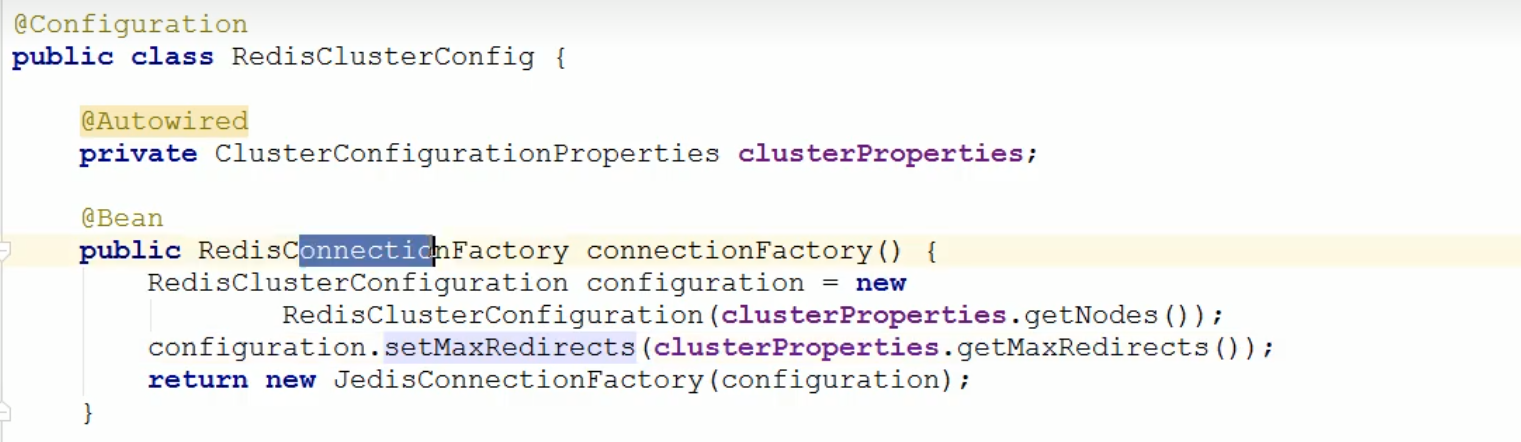 @Configuration
public class RedisClusterConfig {
@Autowired
private ClusterConfigurationProperties clusterProperties;
@Bean
public RedisConnectionFactory connectionFactory() {
RedisClusterConfiguration configuration = new
RedisClusterConfiguration(clusterProperties.getNodes());
configuration.setMaxRedirects(clusterProperties.getMaxRedirects());
return new JedisConnectionFactory(configuration);
}